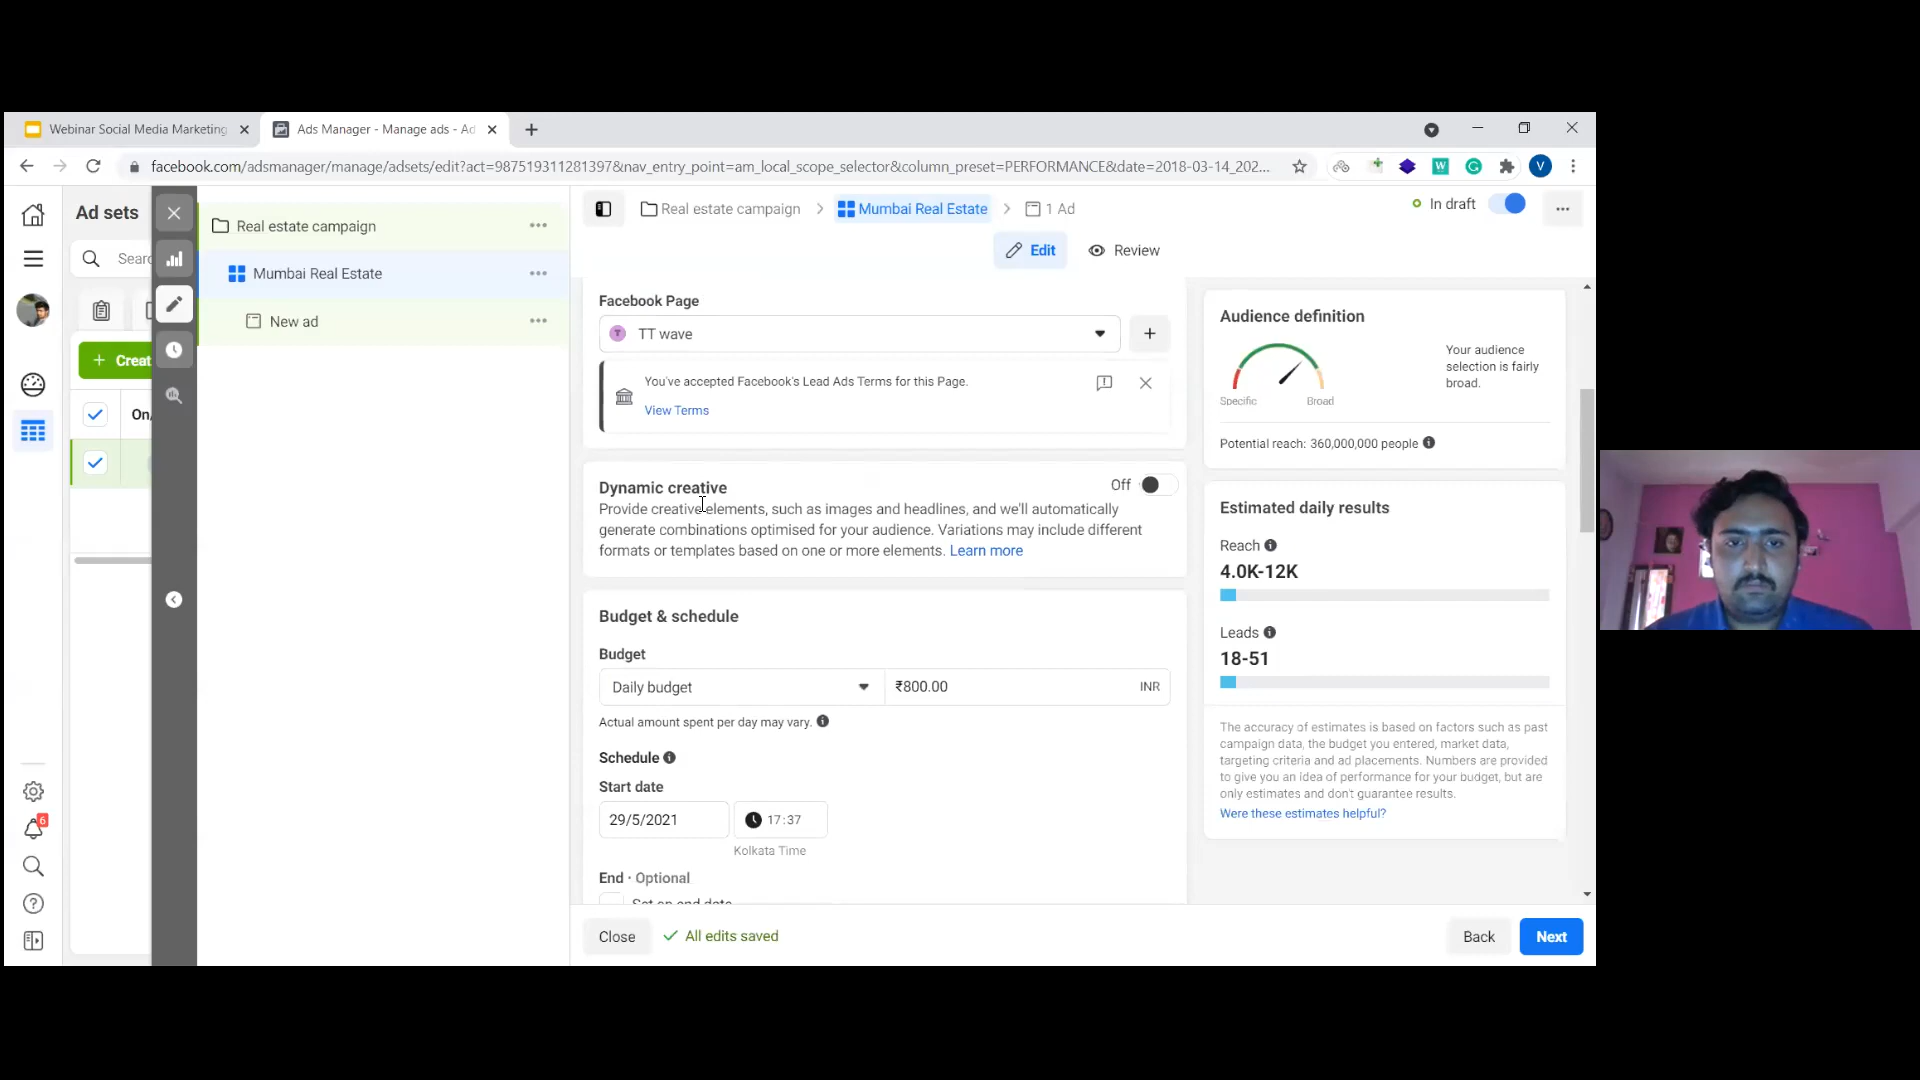 Webinar Social Media Marketing
Ads Manager - Manage ads - Ad
facebook.com/adsmanager/manage/adsets/edit?act=987519311281397&nav_entry_point=am_local_scope_selector&column_preset=PERFORMANCE&date=2018-03-14_202...
V
Ad sets
Sear
Creat
On/
6
Real estate campaign
Mumbai Real Estate
New ad
Real estate campaign
Mumbai Real Estate
1 Ad
In draft
Edit
Review
Facebook Page
T
TT wave
You've accepted Facebook's Lead Ads Terms for this Page.
View Terms
Dynamic creative
Off
Provide creative elements, such as images and headlines, and we'll automatically
generate combinations optimised for your audience. Variations may include different
formats or templates based on one or more elements. Learn more
Budget & schedule
Budget
Daily budget
₹800.00
INR
Actual amount spent per day may vary.
Schedule
Start date
29/5/2021
17:37
Kolkata Time
End · Optional
Set an end date
Close
All edits saved
Back
Next
Audience definition
Your audience
selection is fairly
broad.
Specific
Broad
Potential reach: 360,000,000 people
Estimated daily results
Reach
4.0K-12K
Leads
18-51
The accuracy of estimates is based on factors such as past
campaign data, the budget you entered, market data,
targeting criteria and ad placements. Numbers are provided
to give you an idea of performance for your budget, but are
only estimates and don't guarantee results.
Were these estimates helpful?